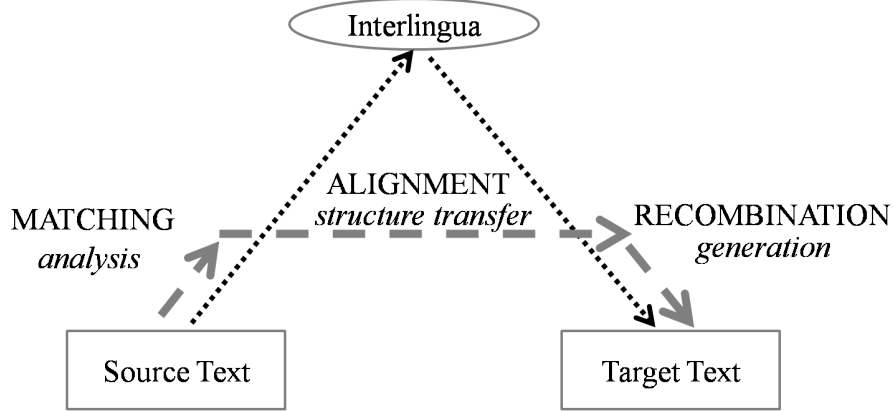 Interlingua
ALIGNMENT
structure transfer
MATCHING
analysis
RECOMBINATION
generation
Source Text
Target Text